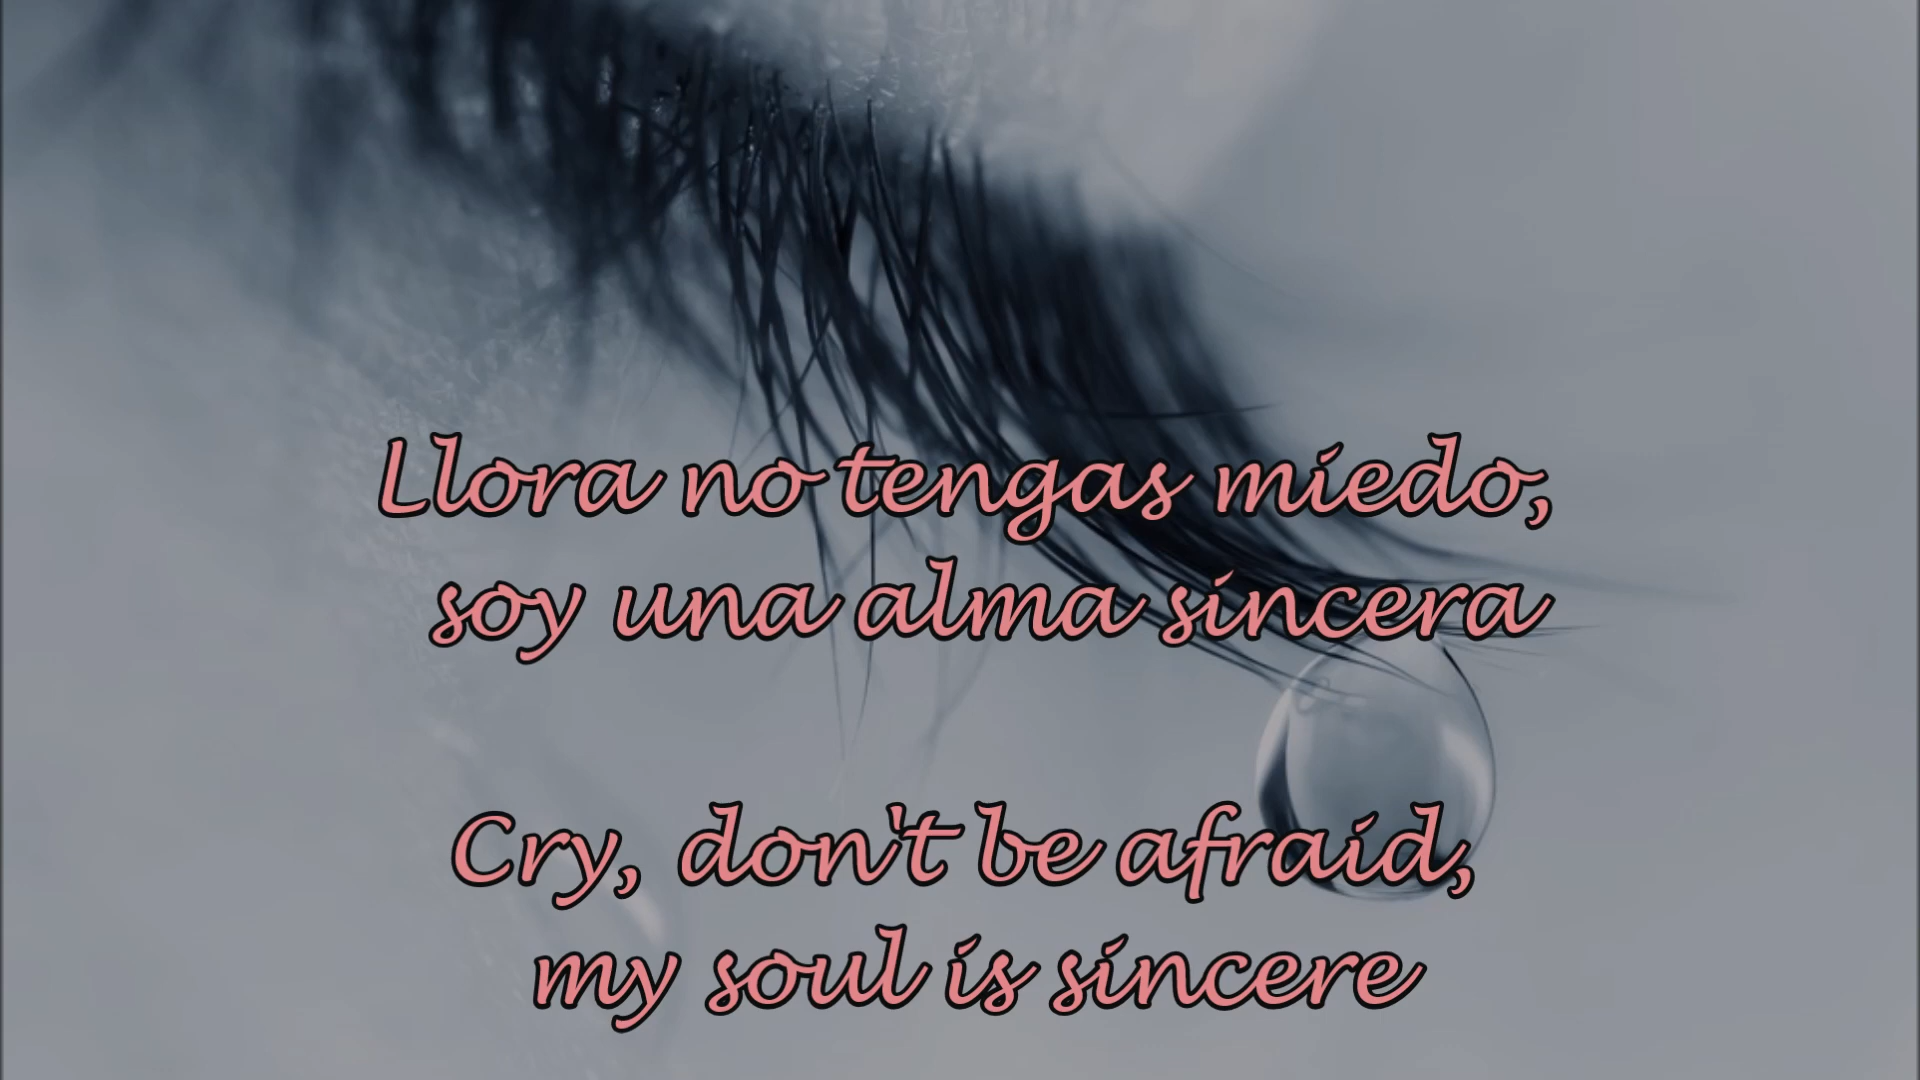 Llora no tengas miedo,
soy una alma sincera
Cry, don't be afraid,
my soul is sincere